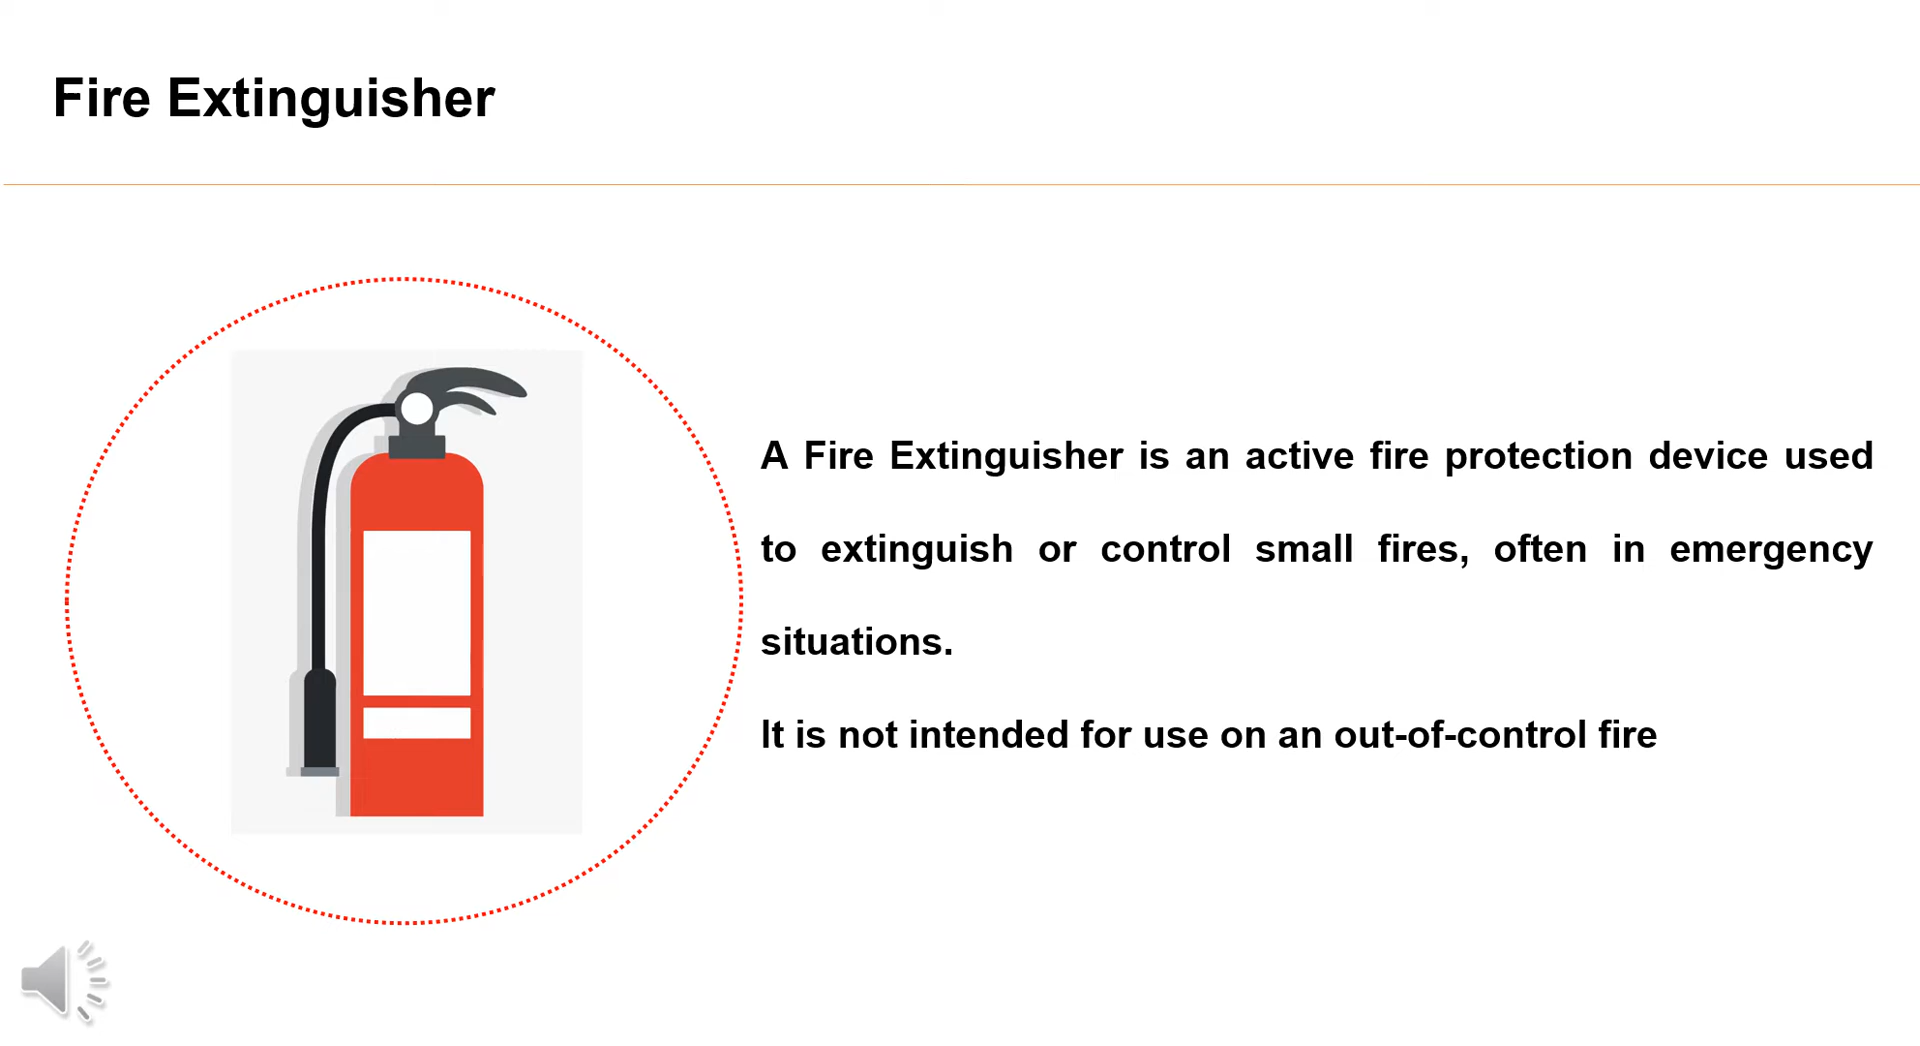 Fire Extinguisher
A Fire Extinguisher is an active fire protection device used
to extinguish or control small fires, often in emergency
situations.
It is not intended for use on an out-of-control fire